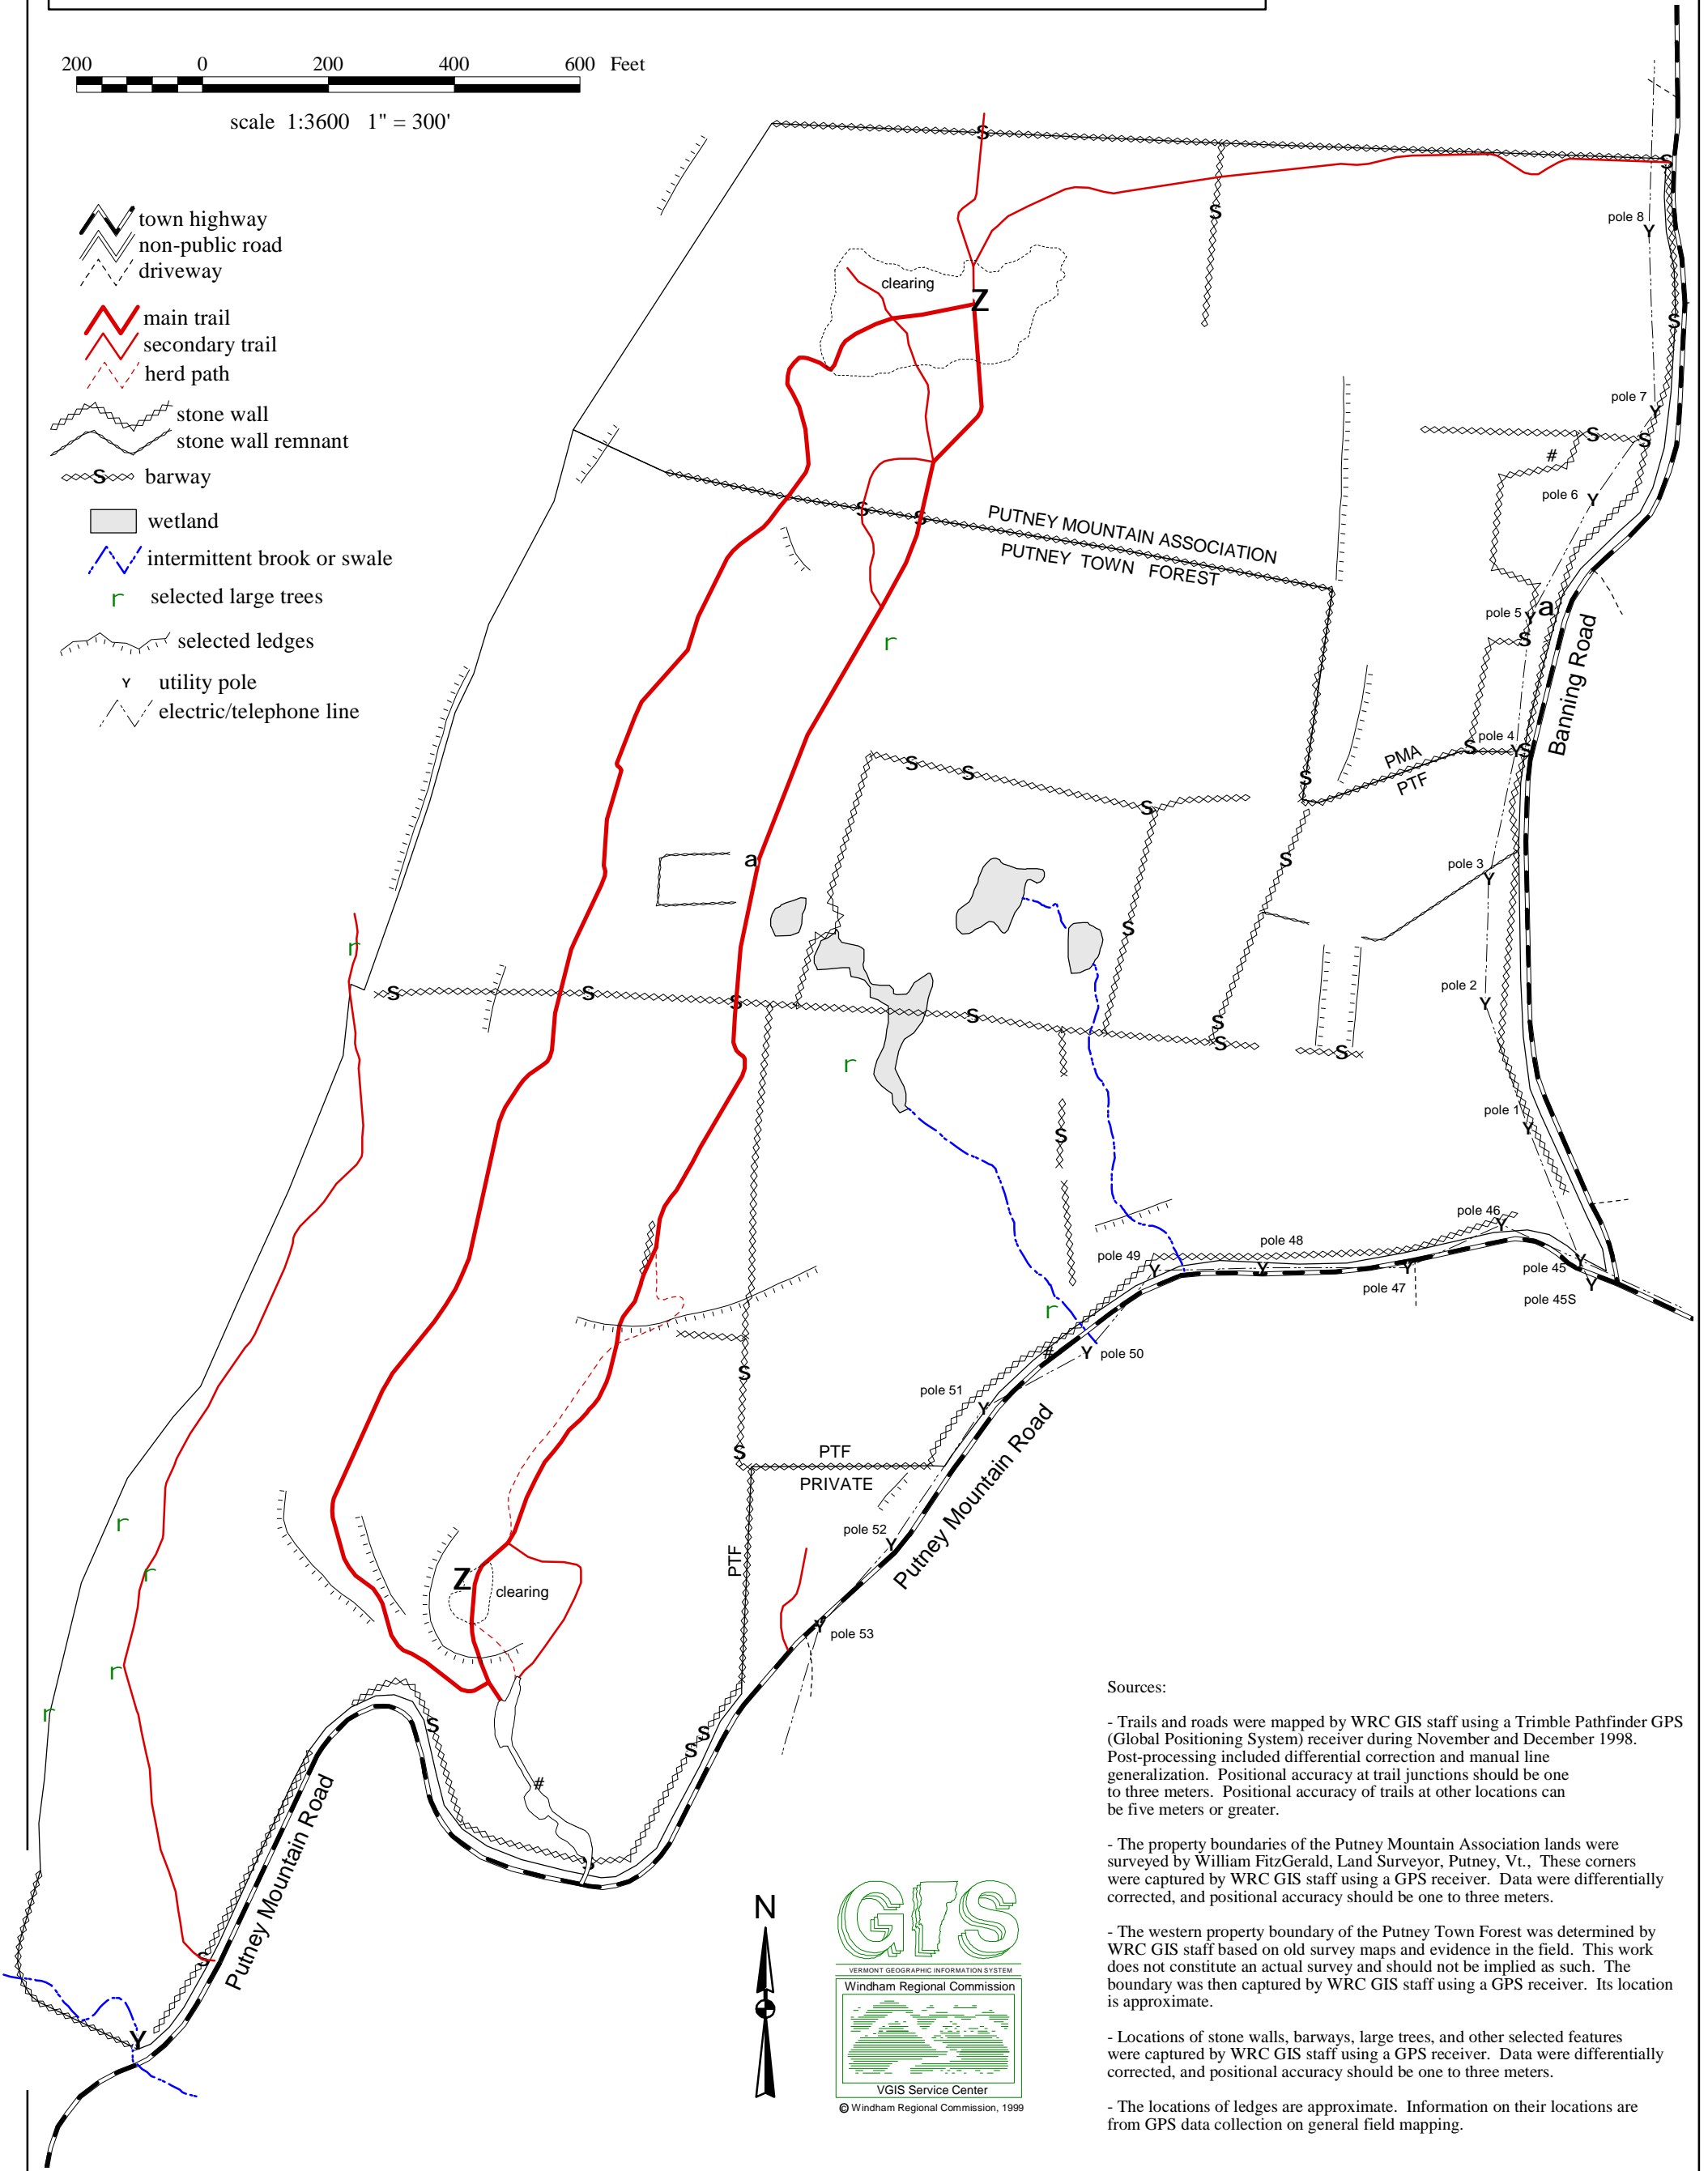 200 0 200 400 600 Feet
scale 1:3600 1" = 300'
town highway
non-public road
driveway
main trail
secondary trail
herd path
stone wall
stone wall remnant
S barway
wetland
intermittent brook or swale
r selected large trees
selected ledges
Y utility pole
electric/telephone line
S
S
S
pole 8
Y
clearing
Z
S
pole 7
Y
S
S
#
pole 6
Y
S
S
PUTNEY MOUNTAIN ASSOCIATION
PUTNEY TOWN FOREST
pole 5
Y
a
S
r
Banning Road
S
pole 4
Y
S
PMA
PTF
S
S
S
S
a
S
pole 3
Y
r
S
S
S
S
S
S
S
S
pole 2
Y
r
pole 1
Y
S
pole 46
Y
pole 49
Y
pole 48
Y
pole 47
Y
pole 45
Y
pole 45S
Y
r
#
Y
pole 50
S
pole 51
Y
S
PTF
PRIVATE
Putney Mountain Road
pole 52
Y
PTF
r
r
Z
clearing
Y
pole 53
r
r
S
S
S
#
S
Putney Mountain Road
S
Y
N
GIS
VERMONT GEOGRAPHIC INFORMATION SYSTEM
Windham Regional Commission
VGIS Service Center
© Windham Regional Commission, 1999
Sources:
- Trails and roads were mapped by WRC GIS staff using a Trimble Pathfinder GPS
(Global Positioning System) receiver during November and December 1998.
Post-processing included differential correction and manual line
generalization. Positional accuracy at trail junctions should be one
to three meters. Positional accuracy of trails at other locations can
be five meters or greater.
- The property boundaries of the Putney Mountain Association lands were
surveyed by William FitzGerald, Land Surveyor, Putney, Vt., These corners
were captured by WRC GIS staff using a GPS receiver. Data were differentially
corrected, and positional accuracy should be one to three meters.
- The western property boundary of the Putney Town Forest was determined by
WRC GIS staff based on old survey maps and evidence in the field. This work
does not constitute an actual survey and should not be implied as such. The
boundary was then captured by WRC GIS staff using a GPS receiver. Its location
is approximate.
- Locations of stone walls, barways, large trees, and other selected features
were captured by WRC GIS staff using a GPS receiver. Data were differentially
corrected, and positional accuracy should be one to three meters.
- The locations of ledges are approximate. Information on their locations are
from GPS data collection on general field mapping.